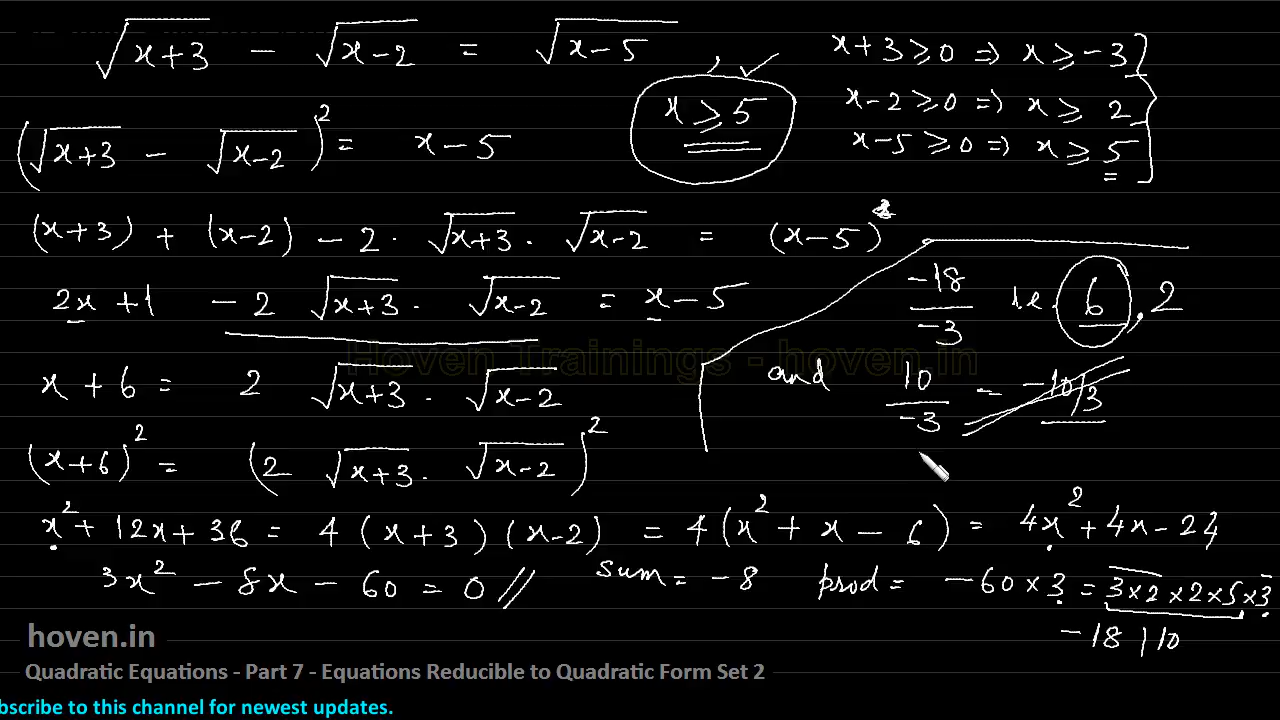 √(x+3) - √(x-2) = √(x-5)
x+3 ≥ 0 ⇒ x ≥ -3
x-2 ≥ 0 ⇒ x ≥ 2
x-5 ≥ 0 ⇒ x ≥ 5
, ✓
x ≥ 5
(√(x+3) - √(x-2))² = x-5
(x+3) + (x-2) - 2. √(x+3) . √(x-2) = (x-5)
2x +1 - 2 √(x+3) . √(x-2) = x-5
-18/-3 ie. 6, 2
and 10/-3 = -10/3
x + 6 = 2 √(x+3) . √(x-2)
(x+6)² = (2 √(x+3) . √(x-2))²
x² + 12x + 36 = 4 (x+3) (x-2) = 4(x² + x - 6) = 4x² + 4x - 24
3x² - 8x - 60 = 0 // sum = -8 prod = -60 × 3 = 3×2×2×5×3
-18 | 10
Hoven Trainings - hoven.in
hoven.in
Quadratic Equations - Part 7 - Equations Reducible to Quadratic Form Set 2
bscribe to this channel for newest updates.